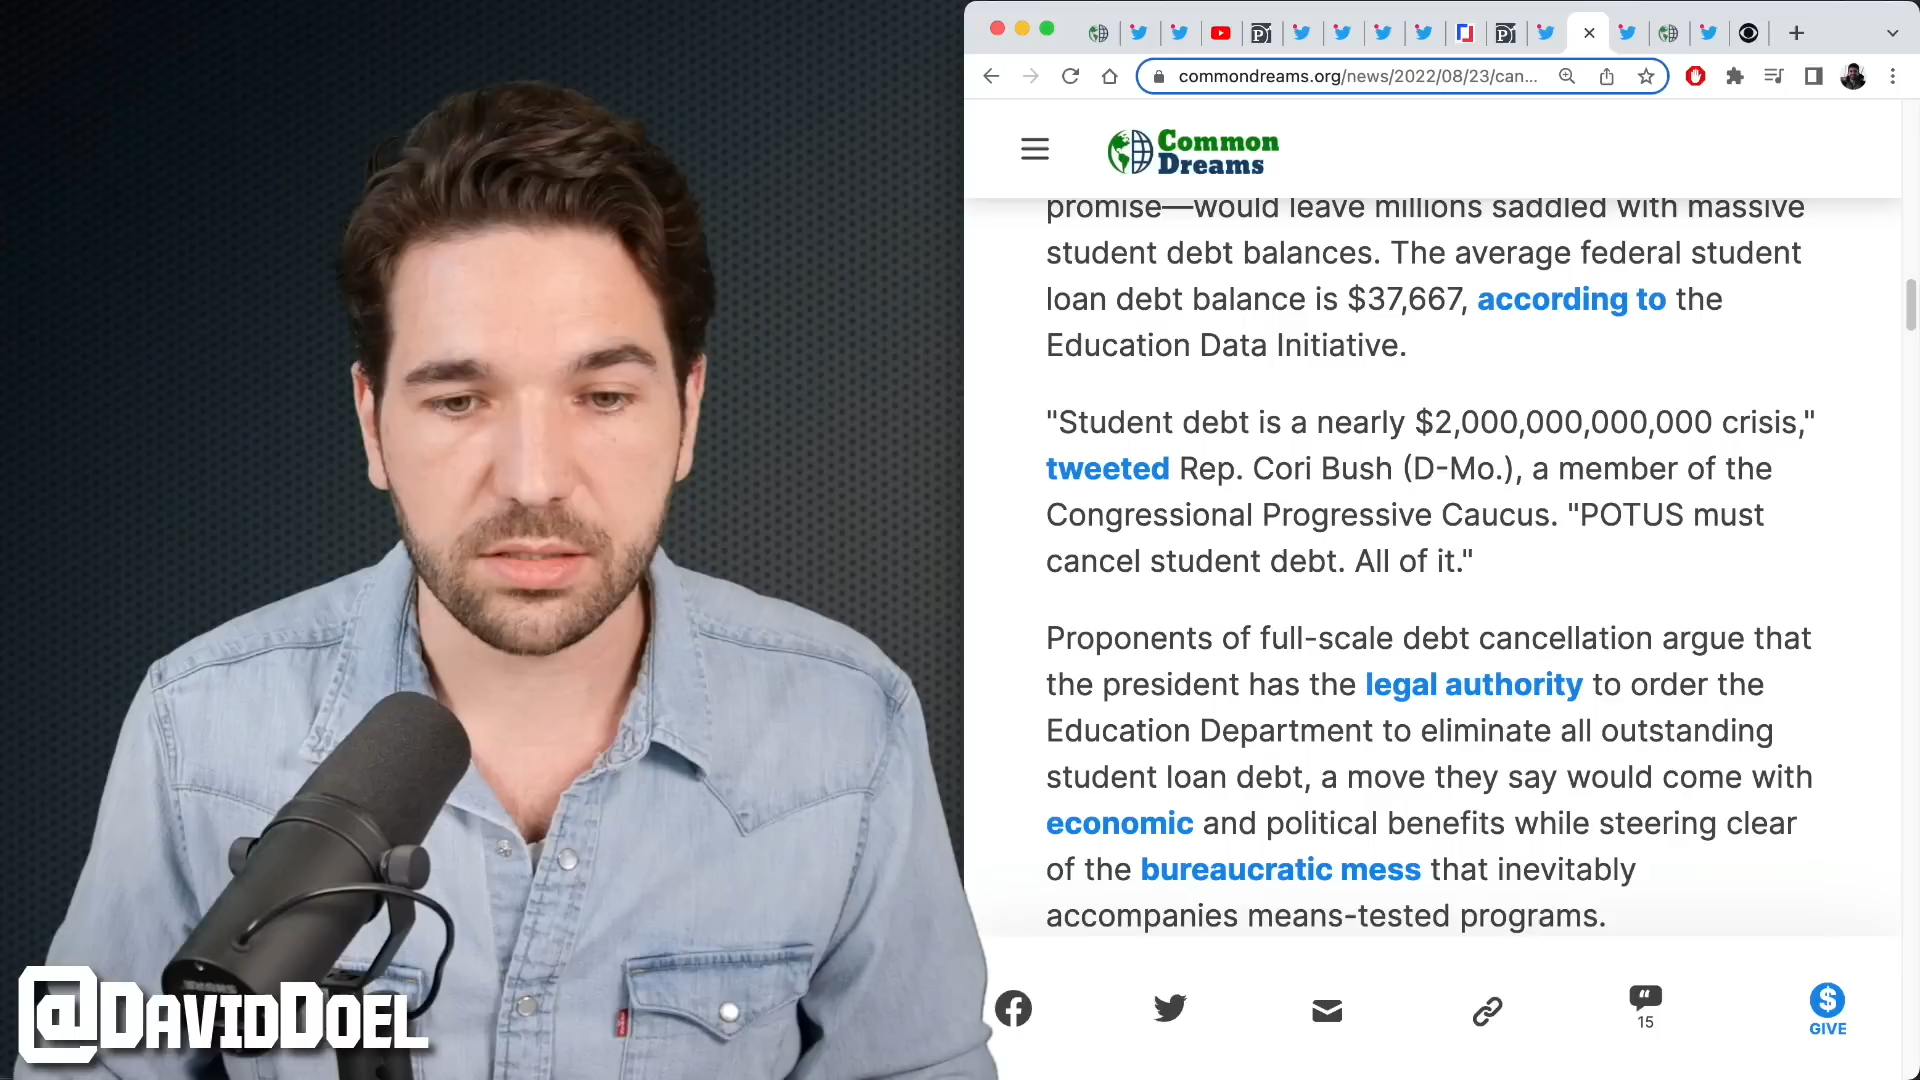 commondreams.org/news/2022/08/23/can...
Common
Dreams
promise—would leave millions saddled with massive
student debt balances. The average federal student
loan debt balance is $37,667, according to the
Education Data Initiative.
"Student debt is a nearly $2,000,000,000,000 crisis,"
tweeted Rep. Cori Bush (D-Mo.), a member of the
Congressional Progressive Caucus. "POTUS must
cancel student debt. All of it."
Proponents of full-scale debt cancellation argue that
the president has the legal authority to order the
Education Department to eliminate all outstanding
student loan debt, a move they say would come with
economic and political benefits while steering clear
of the bureaucratic mess that inevitably
accompanies means-tested programs.
15
GIVE
@DAVIDDOEL